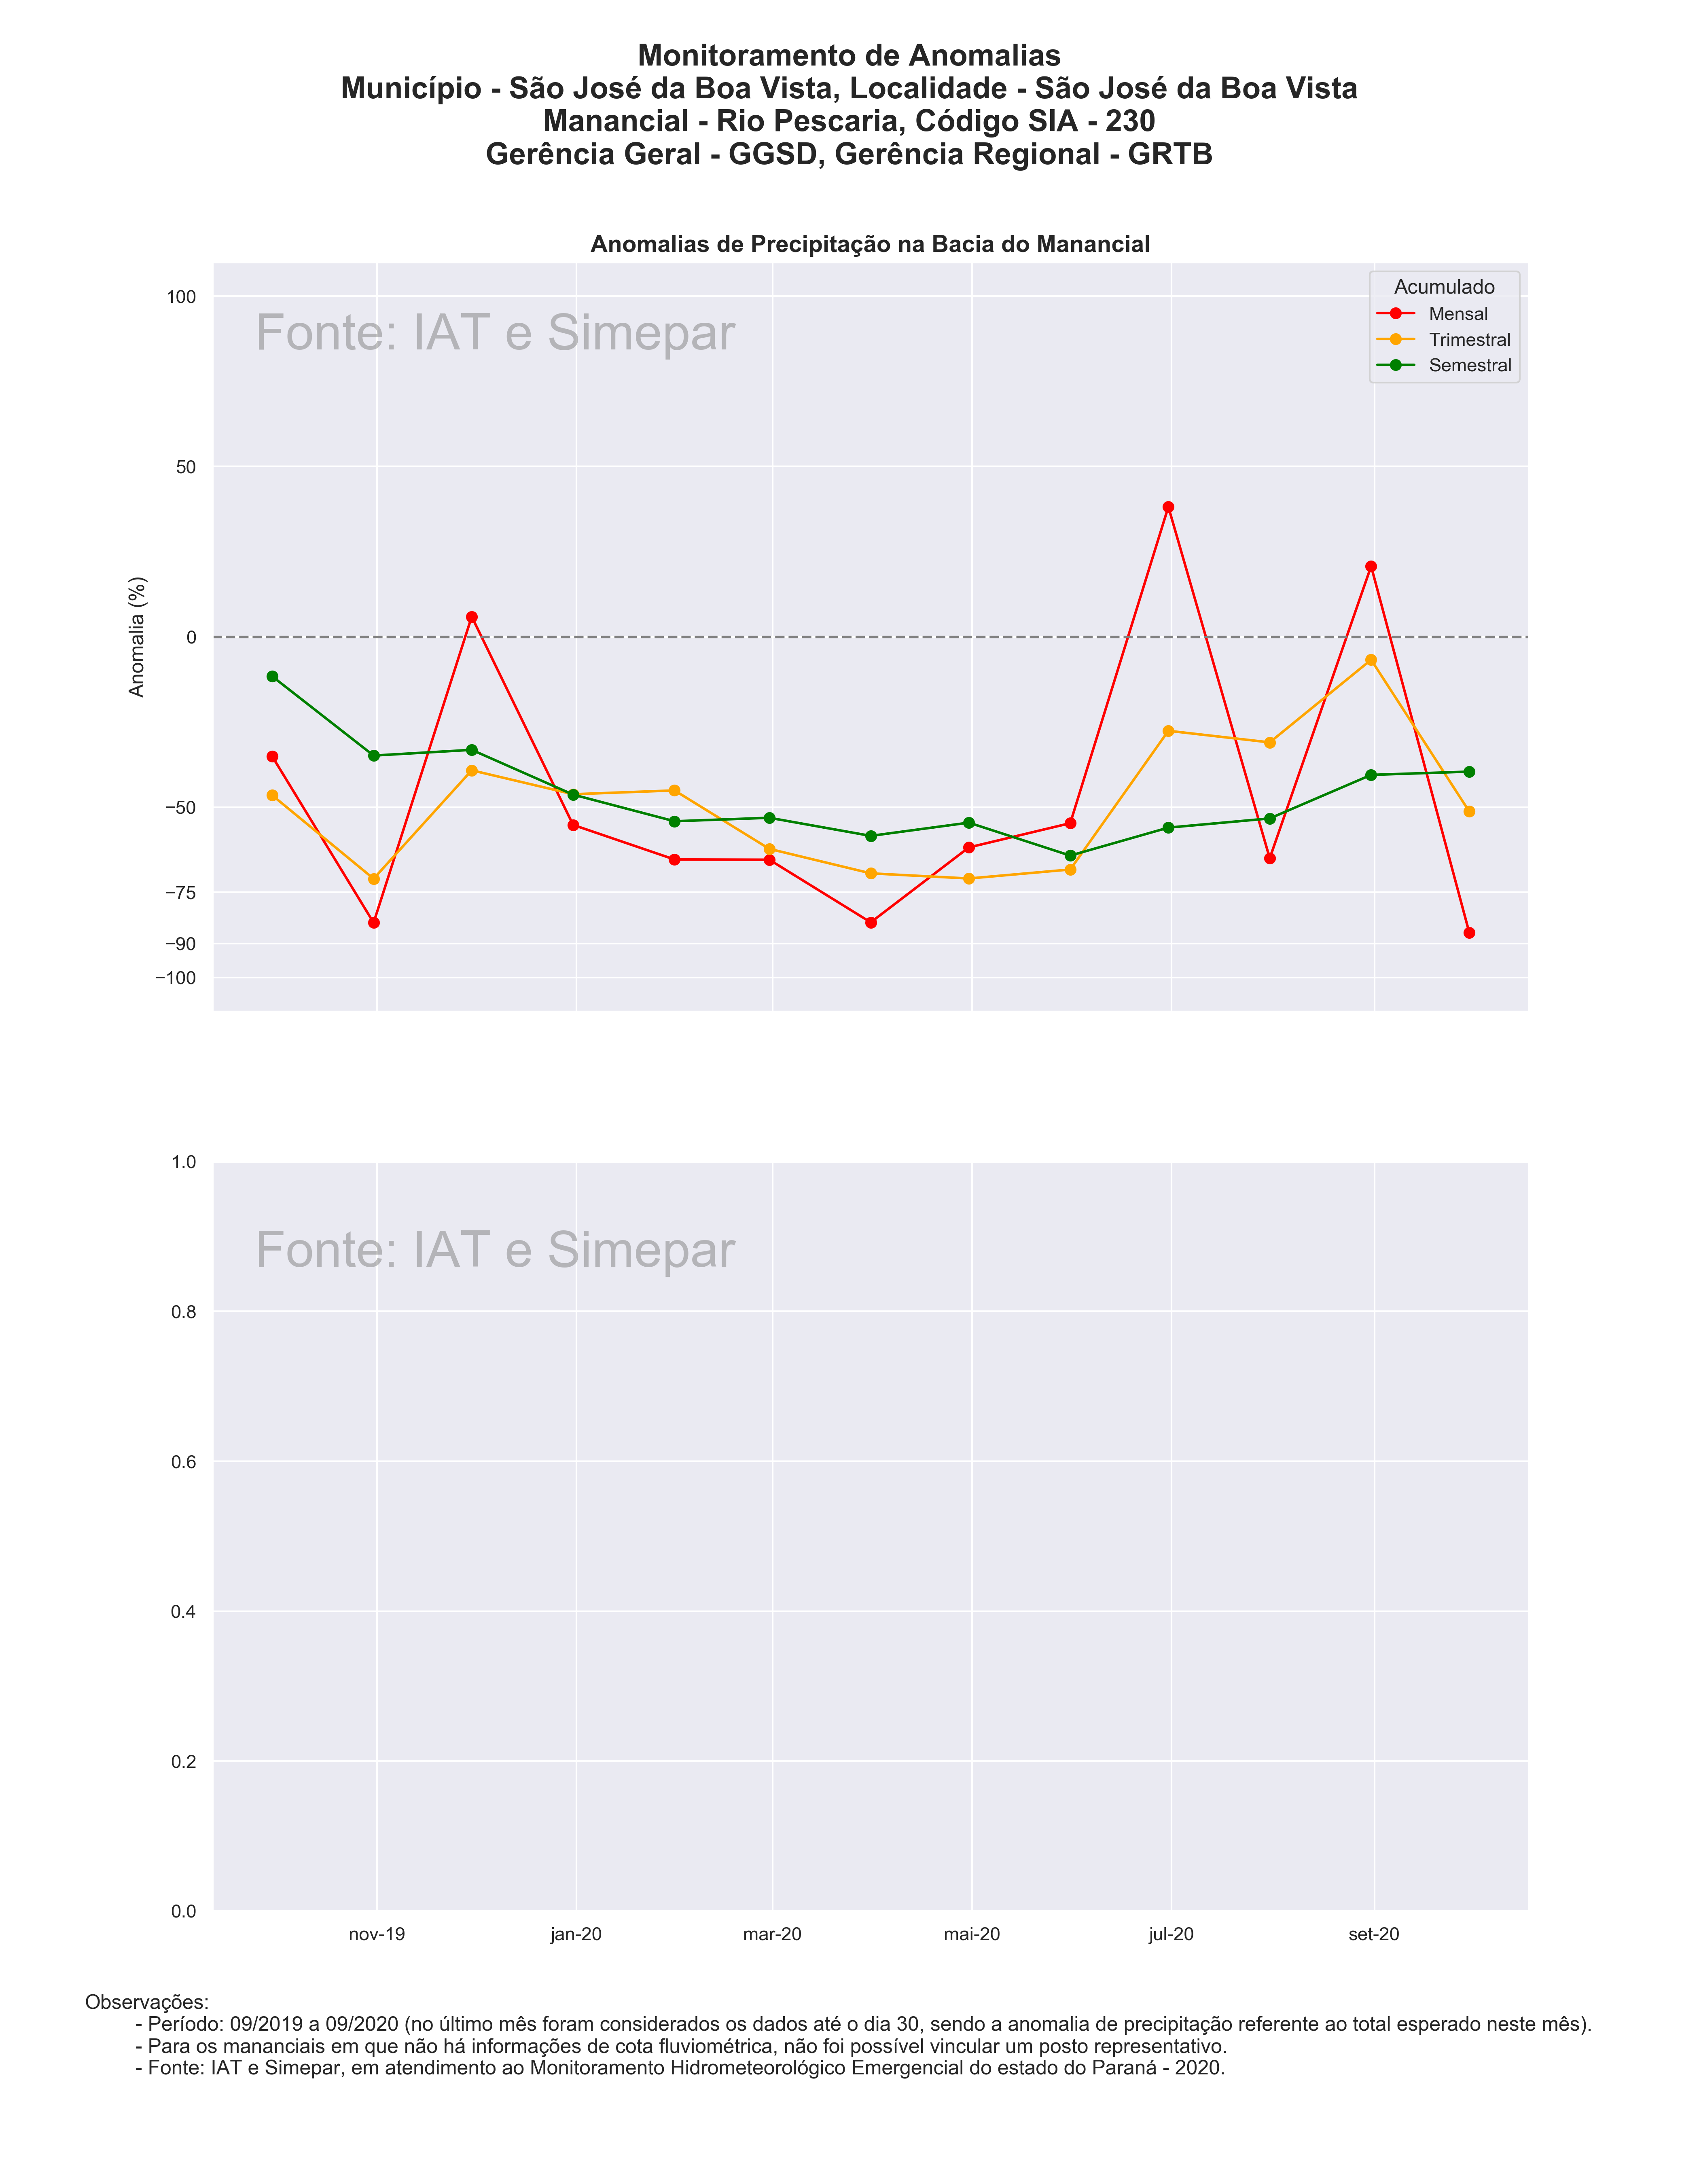 Monitoramento de Anomalias
Município - São José da Boa Vista, Localidade - São José da Boa Vista
Manancial - Rio Pescaria, Código SIA - 230
Gerência Geral - GGSD, Gerência Regional - GRTB
Anomalias de Precipitação na Bacia do Manancial
Fonte: IAT e Simepar
Acumulado
Mensal
Trimestral
Semestral
Anomalia (%)
100
50
0
−50
−75
−90
−100
Fonte: IAT e Simepar
1.0
0.8
0.6
0.4
0.2
0.0
nov-19 jan-20 mar-20 mai-20 jul-20 set-20
Observações:
- Período: 09/2019 a 09/2020 (no último mês foram considerados os dados até o dia 30, sendo a anomalia de precipitação referente ao total esperado neste mês).
- Para os mananciais em que não há informações de cota fluviométrica, não foi possível vincular um posto representativo.
- Fonte: IAT e Simepar, em atendimento ao Monitoramento Hidrometeorológico Emergencial do estado do Paraná - 2020.